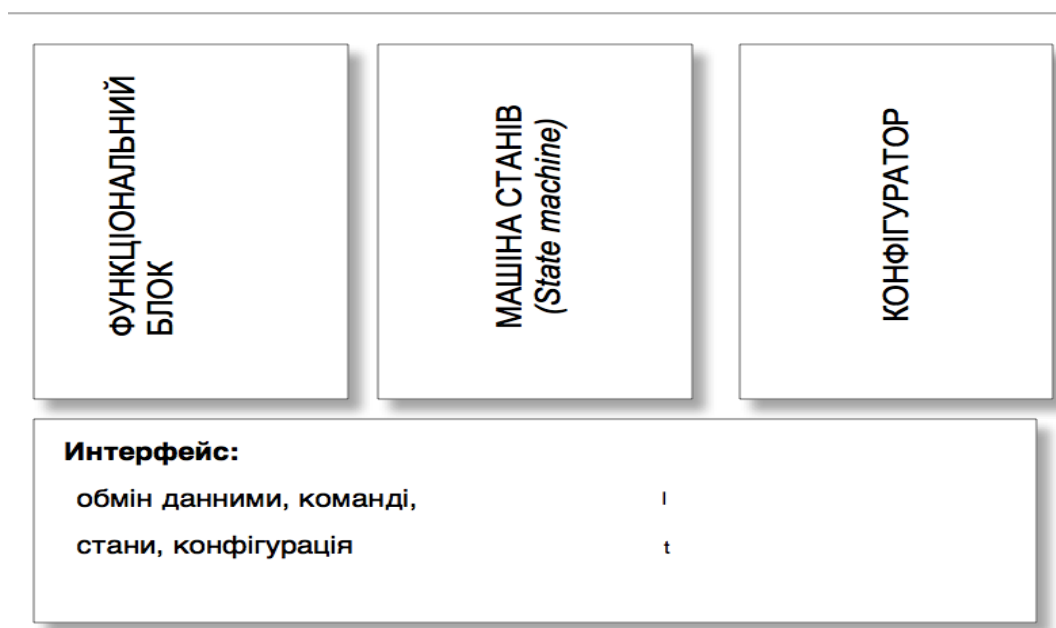 ФУНКЦІОНАЛЬНИЙ
БЛОК
МАШІНА СТАНІВ
(State machine)
КОНФІГУРАТОР
Интерфейс:
обмін данними, команді,
стани, конфігурація
l
t